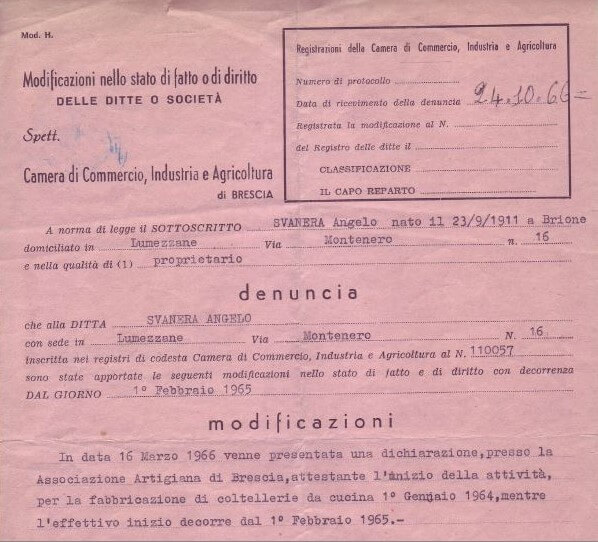 Mod. H.
Modificazioni nello stato di fatto o di diritto
DELLE DITTE O SOCIETÀ
Spett.
Camera di Commercio, Industria e Agricoltura
di BRESCIA
Registrazioni della Camera di Commercio, Industria e Agricoltura
Numero di protocollo
Data di ricevimento della denuncia 24.10.66=
Registrata la modificazione al N.
del Registro delle ditte il
CLASSIFICAZIONE
IL CAPO REPARTO
A norma di legge il SOTTOSCRITTO SVANERA Angelo nato il 23/9/1911 a Brione
domiciliato in Lumezzane Via Montenero n. 16
e nella qualità di (1) proprietario
denuncia
che alla DITTA SVANERA ANGELO
con sede in Lumezzane Via Montenero N. 16
inscritta nei registri di codesta Camera di Commercio, Industria e Agricoltura al N. 110057
sono state apportate le seguenti modificazioni nello stato di fatto e di diritto con decorrenza
DAL GIORNO 1° Febbraio 1965
modificazioni
In data 16 Marzo 1966 venne presentata una dichiarazione,presso la
Associazione Artigiana di Brescia,attestante l'inizio della attività,
per la fabbricazione di coltellerie da cucina 1° Gennaio 1964,mentre
l'effettivo inizio decorre dal 1° Febbraio 1965.-